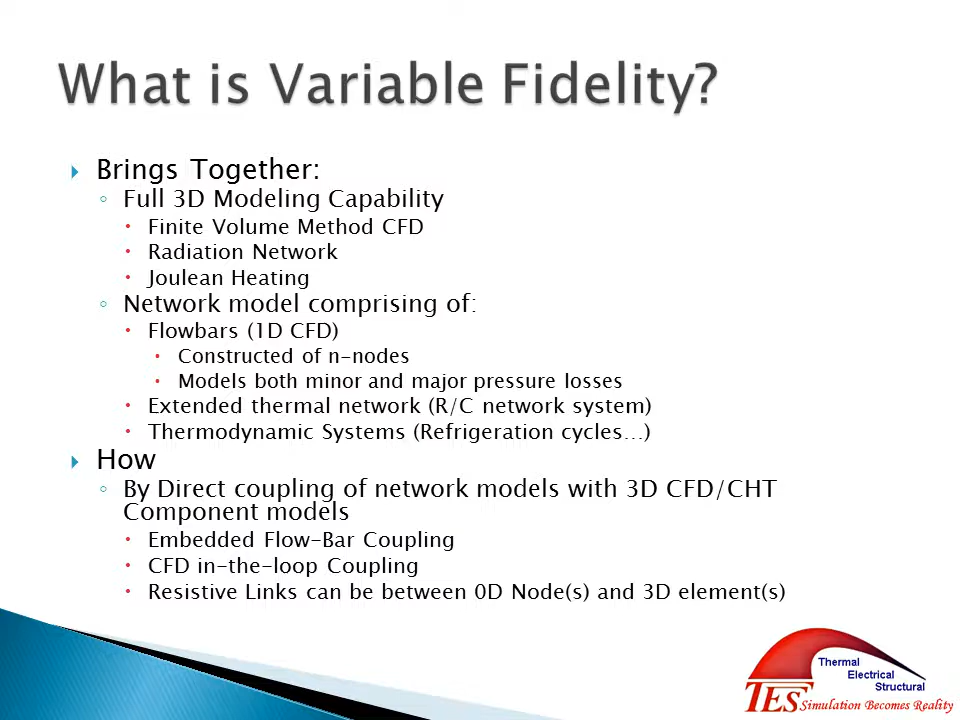 What is Variable Fidelity?
Brings Together:
Full 3D Modeling Capability
Finite Volume Method CFD
Radiation Network
Joulean Heating
Network model comprising of:
Flowbars (1D CFD)
Constructed of n-nodes
Models both minor and major pressure losses
Extended thermal network (R/C network system)
Thermodynamic Systems (Refrigeration cycles…)
How
By Direct coupling of network models with 3D CFD/CHT
Component models
Embedded Flow-Bar Coupling
CFD in-the-loop Coupling
Resistive Links can be between 0D Node(s) and 3D element(s)
Thermal
Electrical
Structural
TES Simulation Becomes Reality